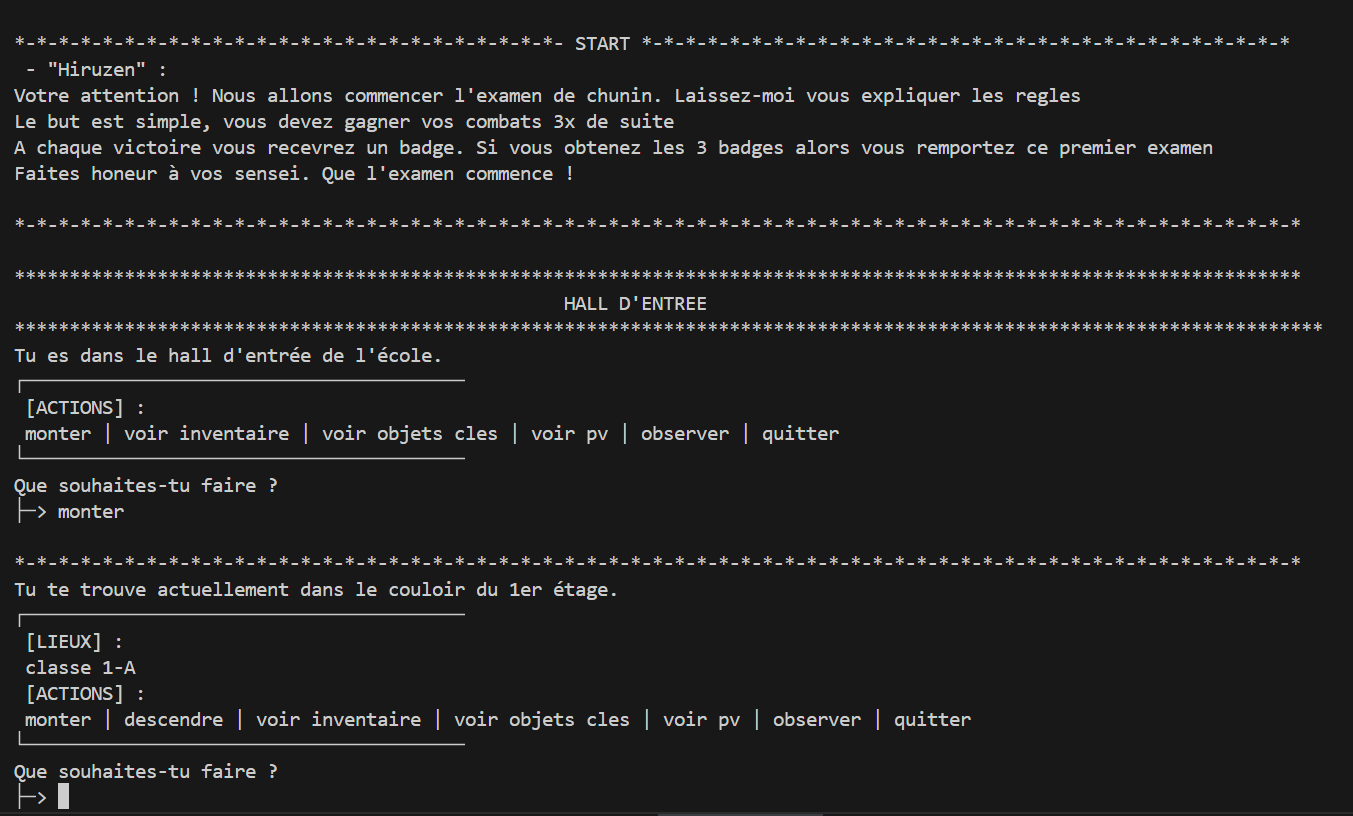 *-*-*-*-*-*-*-*-*-*-*-*-*-*-*-*-*-*-*-*-*-*-*-*-*- START *-*-*-*-*-*-*-*-*-*-*-*-*-*-*-*-*-*-*-*-*-*-*-*-*-*-*-*-*-*
- "Hiruzen" :
Votre attention ! Nous allons commencer l'examen de chunin. Laissez-moi vous expliquer les regles
Le but est simple, vous devez gagner vos combats 3x de suite
A chaque victoire vous recevrez un badge. Si vous obtenez les 3 badges alors vous remportez ce premier examen
Faites honeur à vos sensei. Que l'examen commence !
*-*-*-*-*-*-*-*-*-*-*-*-*-*-*-*-*-*-*-*-*-*-*-*-*-*-*-*-*-*-*-*-*-*-*-*-*-*-*-*-*-*-*-*-*-*-*-*-*-*-*-*-*-*-*-*-*-*-*
*********************************************************************************************************************
HALL D'ENTREE
***********************************************************************************************************************
Tu es dans le hall d'entrée de l'école.
[ACTIONS] :
monter | voir inventaire | voir objets cles | voir pv | observer | quitter
Que souhaites-tu faire ?
├─> monter
*-*-*-*-*-*-*-*-*-*-*-*-*-*-*-*-*-*-*-*-*-*-*-*-*-*-*-*-*-*-*-*-*-*-*-*-*-*-*-*-*-*-*-*-*-*-*-*-*-*-*-*-*-*-*-*-*-*-*
Tu te trouve actuellement dans le couloir du 1er étage.
[LIEUX] :
classe 1-A
[ACTIONS] :
monter | descendre | voir inventaire | voir objets cles | voir pv | observer | quitter
Que souhaites-tu faire ?
├─>